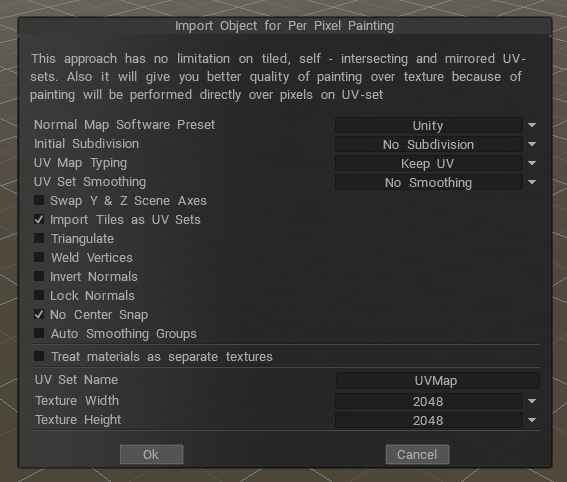 Import Object for Per Pixel Painting
This approach has no limitation on tiled, self - intersecting and mirrored UV-
sets. Also it will give you better quality of painting over texture because of
painting will be performed directly over pixels on UV-set
Normal Map Software Preset Unity
Initial Subdivision No Subdivision
UV Map Typing Keep UV
UV Set Smoothing No Smoothing
Swap Y & Z Scene Axes
Import Tiles as UV Sets
Triangulate
Weld Vertices
Invert Normals
Lock Normals
No Center Snap
Auto Smoothing Groups
Treat materials as separate textures
UV Set Name UVMap
Texture Width 2048
Texture Height 2048
Ok Cancel